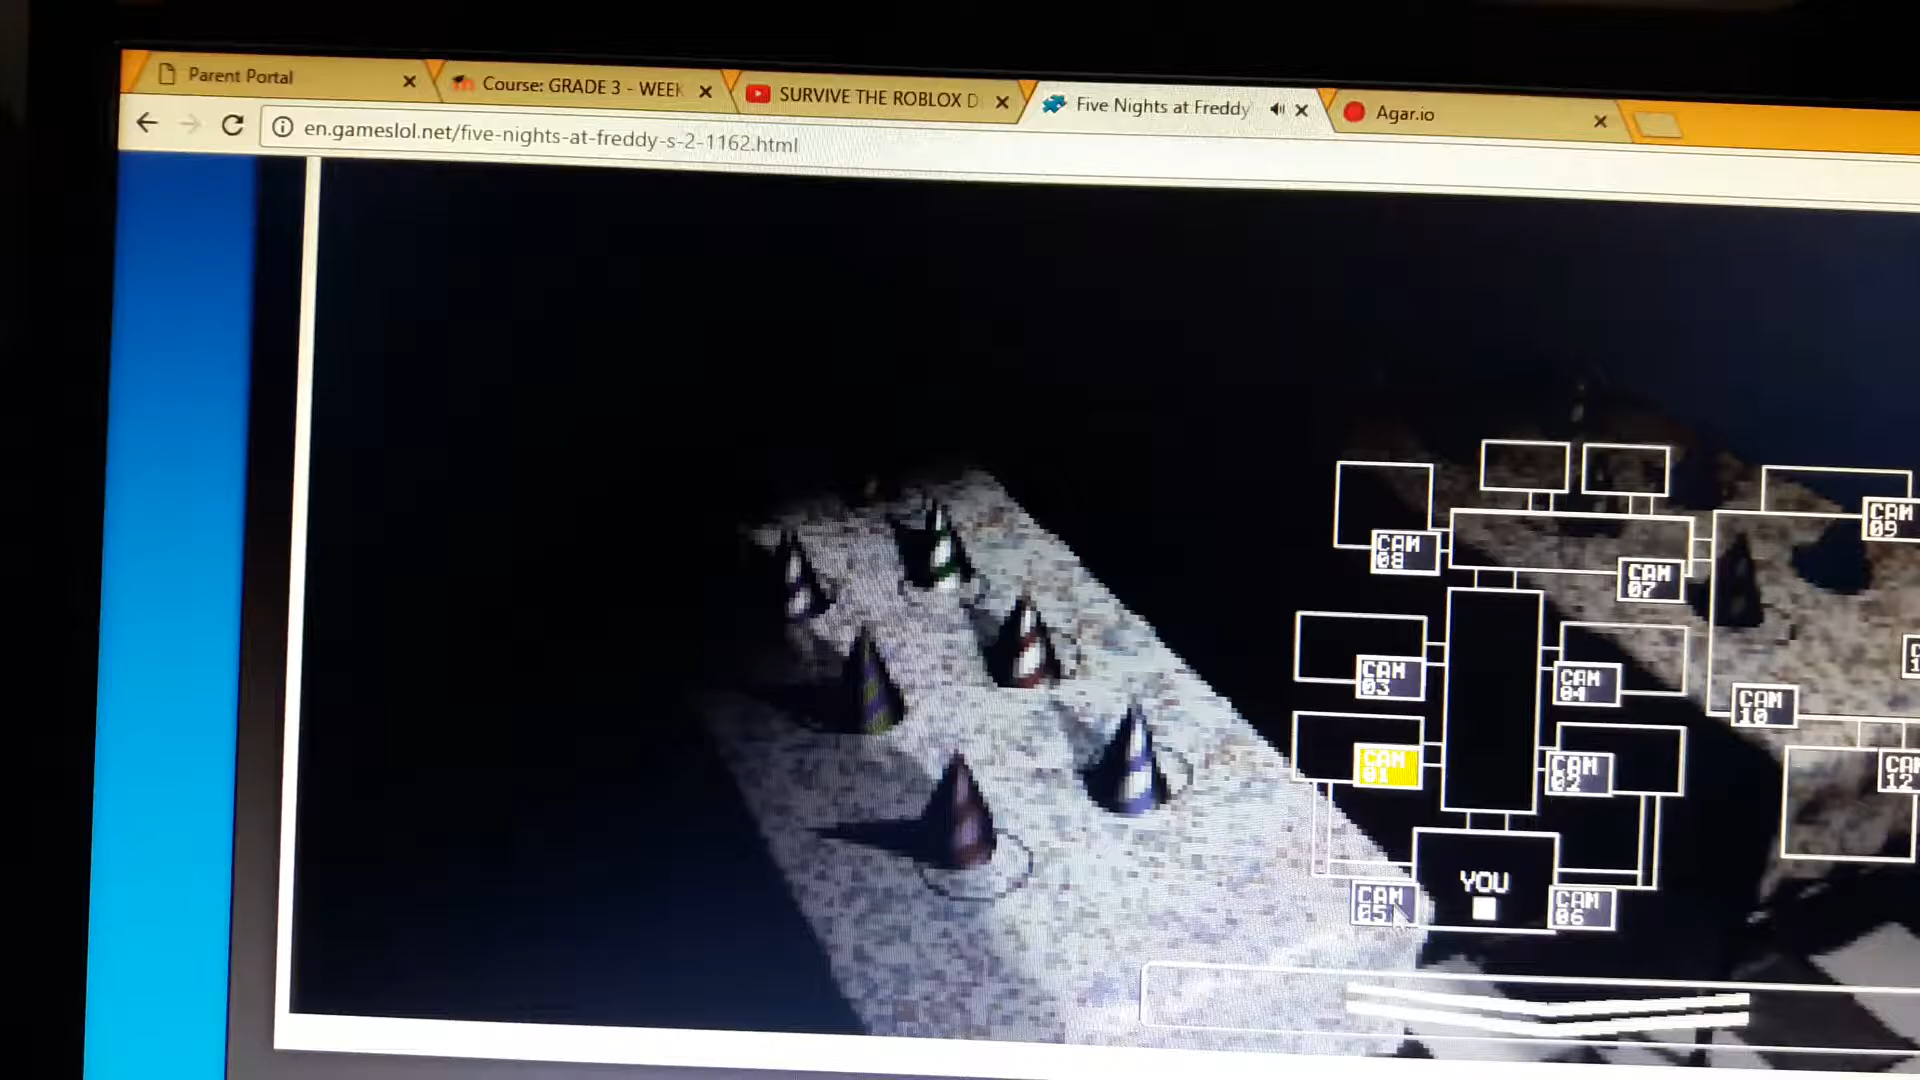 Parent Portal
Course: GRADE 3 - WEEK
SURVIVE THE ROBLOX D
Five Nights at Freddy
Agar.io
en.gameslol.net/five-nights-at-freddy-s-2-1162.html
CAM
09
CAM
08
CAM
07
CAM
03
CAM
04
CAM
10
CAM
01
CAM
02
CAM
12
YOU
CAM
05
CAM
06